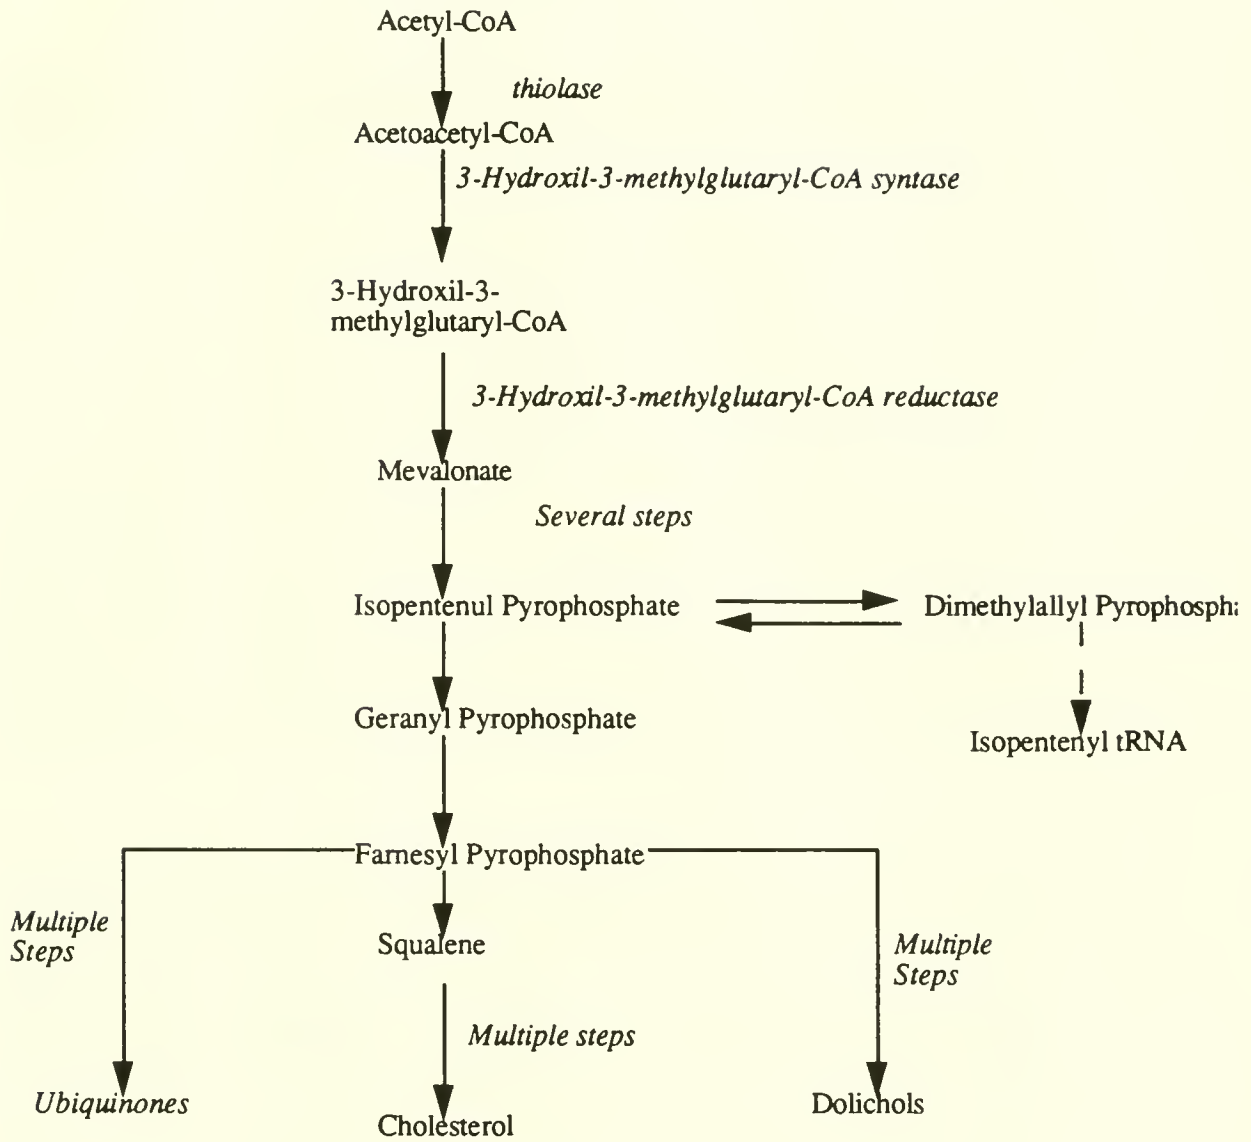 Acetyl-CoA
thiolase
Acetoacetyl-CoA
3-Hydroxil-3-methylglutaryl-CoA syntase
3-Hydroxil-3-
methylglutaryl-CoA
3-Hydroxil-3-methylglutaryl-CoA reductase
Mevalonate
Several steps
Isopentenul Pyrophosphate
Dimethylallyl Pyrophospha
Geranyl Pyrophosphate
Isopentenyl tRNA
Farnesyl Pyrophosphate
Multiple
Steps
Squalene
Multiple
Steps
Multiple steps
Ubiquinones
Dolichols
Cholesterol